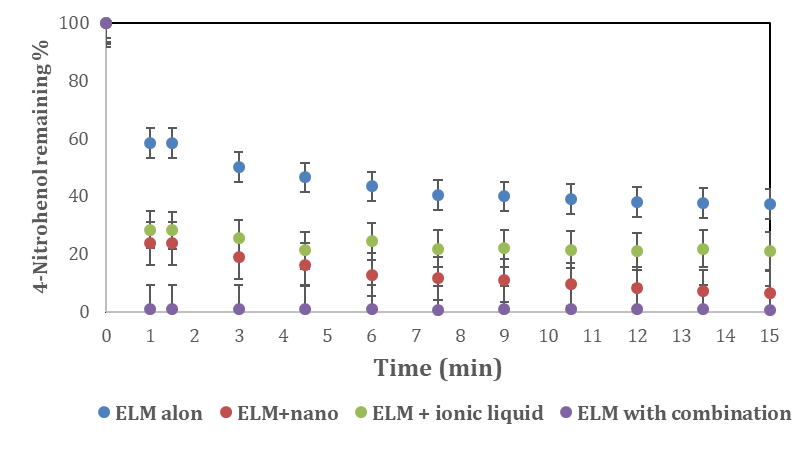 100
80
60
40
20
0
4-Nitrohenol remaining %
0 1 2 3 4 5 6 7 8 9 10 11 12 13 14 15
Time (min)
ELM alon ELM+nano ELM + ionic liquid ELM with combination